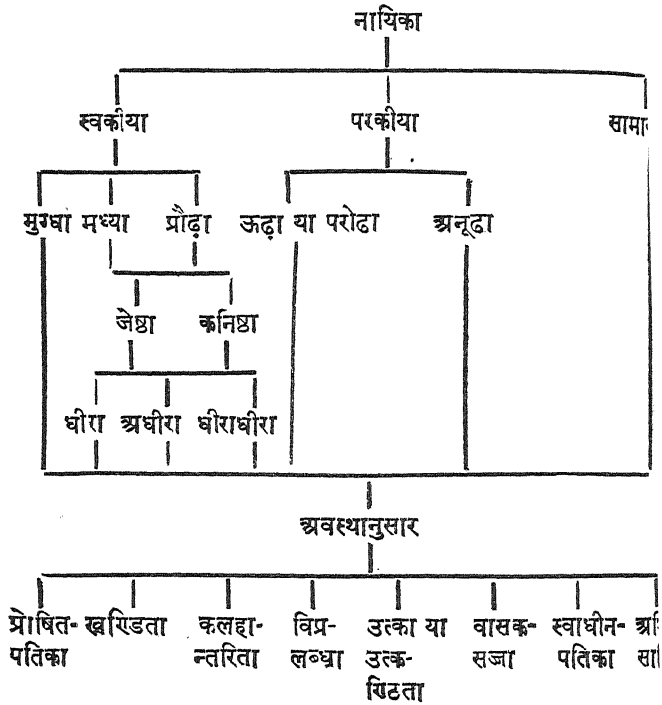 नायिका
स्वकीया परकीया
मुग्धा मध्या प्रौढ़ा ऊढ़ा या परोढा अनूढा
जेष्ठा कनिष्ठा
धीरा अधीरा धीराधीरा
अवस्थानुसार
प्रोषित- खण्डिता कलहा- विप्र- उत्का या वासक- स्वाधीन-
पतिका न्तरिता लब्धा उत्क- सज्जा पतिका
ण्ठिता